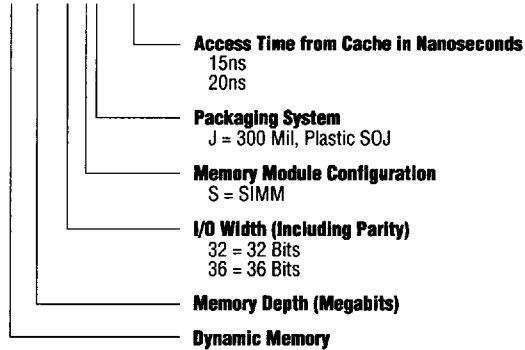 Access Time from Cache in Nanoseconds
15ns
20ns
Packaging System
J = 300 Mil, Plastic SOJ
Memory Module Configuration
S = SIMM
I/O Width (Including Parity)
32 = 32 Bits
36 = 36 Bits
Memory Depth (Megabits)
Dynamic Memory